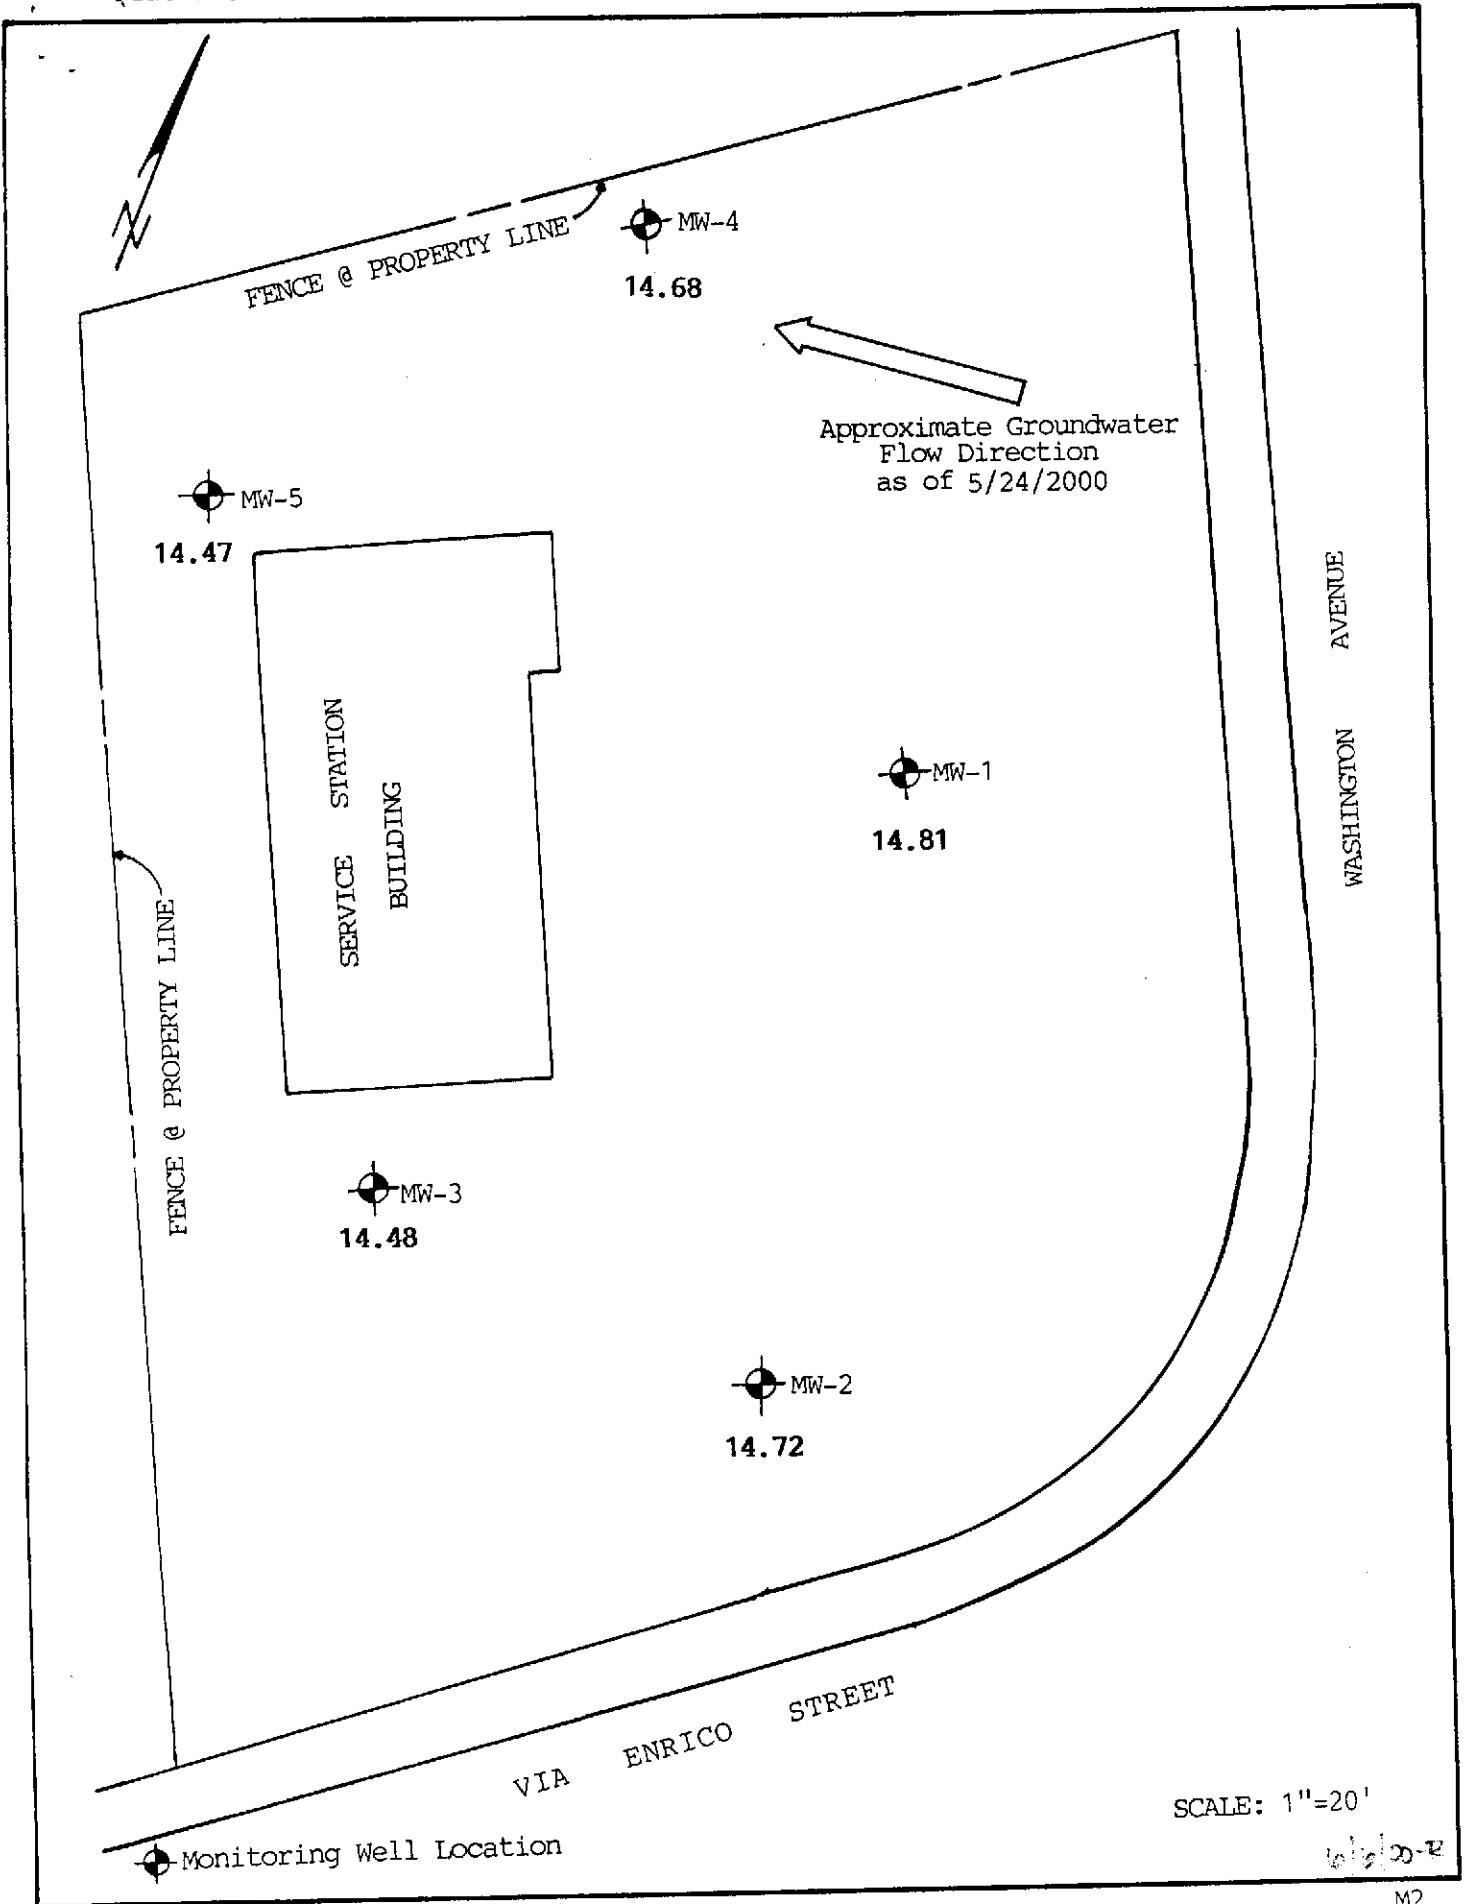 N
FENCE @ PROPERTY LINE
MW-4
14.68
Approximate Groundwater
Flow Direction
as of 5/24/2000
MW-5
14.47
SERVICE STATION
BUILDING
WASHINGTON AVENUE
MW-1
14.81
FENCE @ PROPERTY LINE
MW-3
14.48
MW-2
14.72
VIA ENRICO STREET
SCALE: 1"=20'
Monitoring Well Location
M2